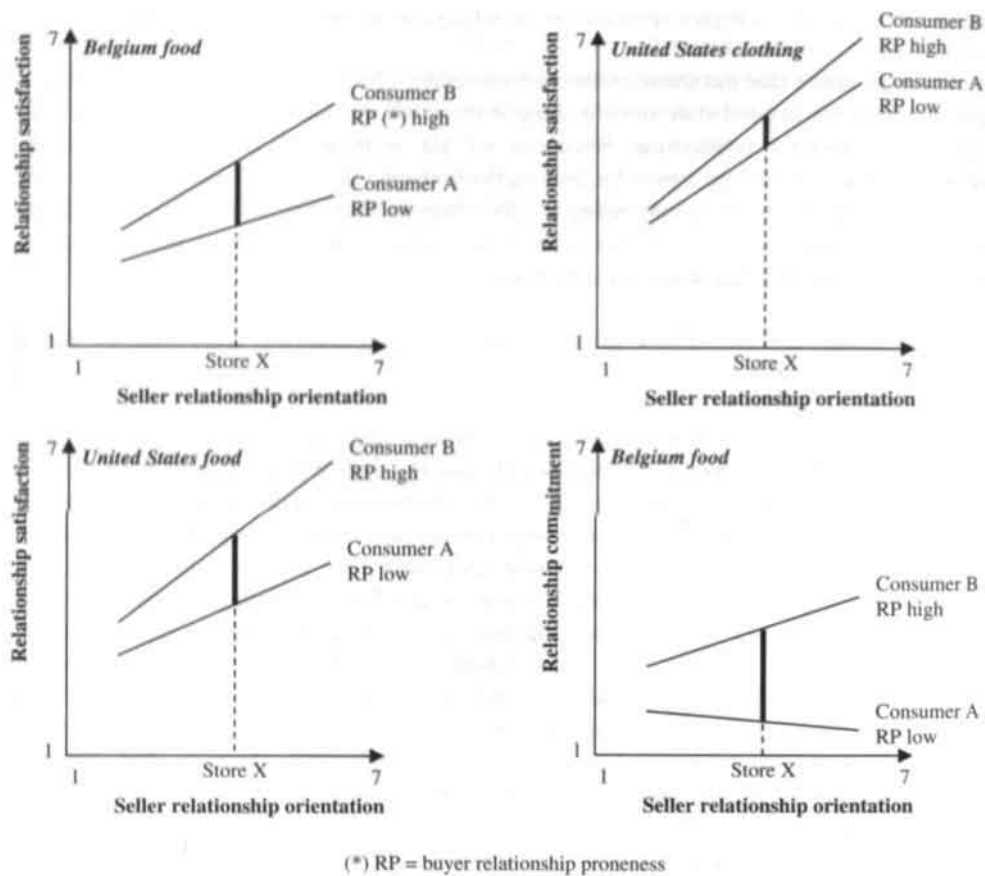 7
Belgium food
Relationship satisfaction
Consumer B
RP (*) high
Consumer A
RP low
1
1
Store X
7
Seller relationship orientation
7
United States clothing
Relationship satisfaction
Consumer B
RP high
Consumer A
RP low
1
1
Store X
7
Seller relationship orientation
7
United States food
Relationship satisfaction
Consumer B
RP high
Consumer A
RP low
1
1
Store X
7
Seller relationship orientation
7
Belgium food
Relationship commitment
Consumer B
RP high
Consumer A
RP low
1
1
Store X
7
Seller relationship orientation
(*) RP = buyer relationship proneness